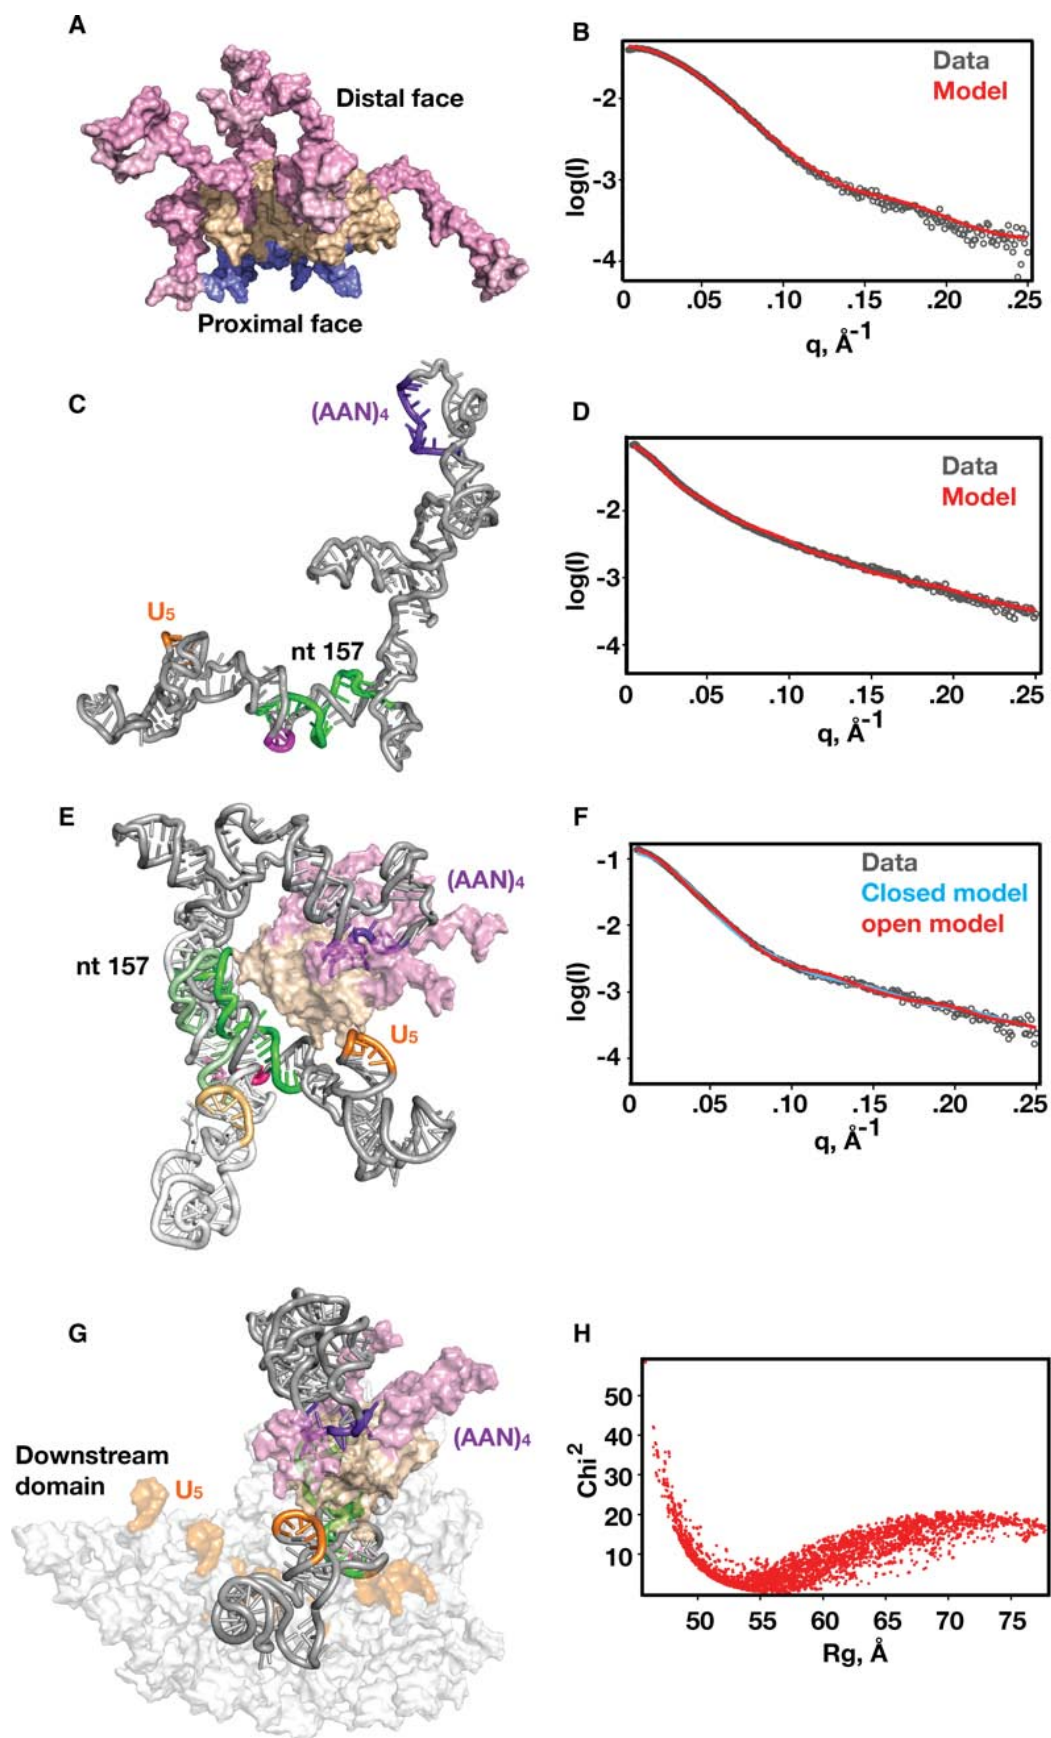 A
Distal face
Proximal face
B
Data
Model
log(I)
-2
-3
-4
0 .05 .10 .15 .20 .25
q, Å-1
C
(AAN)4
U5
nt 157
D
Data
Model
log(I)
-2
-3
-4
0 .05 .10 .15 .20 .25
q, Å-1
E
(AAN)4
nt 157
U5
F
Data
Closed model
open model
log(I)
-1
-2
-3
-4
0 .05 .10 .15 .20 .25
q, Å-1
G
Downstream
domain
U5
(AAN)4
H
Chi2
50
40
30
20
10
50 55 60 65 70 75
Rg, Å